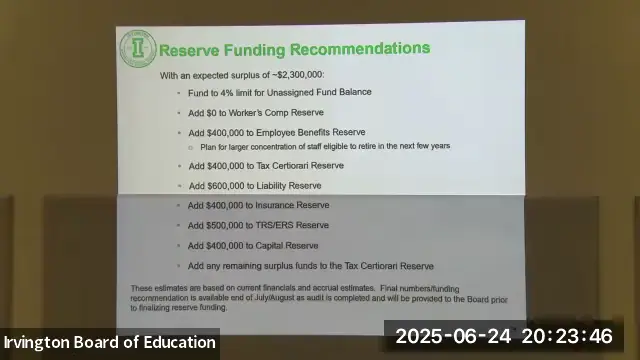 I
Reserve Funding Recommendations
With an expected surplus of ~$2,300,000:
• Fund to 4% limit for Unassigned Fund Balance
• Add $0 to Worker's Comp Reserve
• Add $400,000 to Employee Benefits Reserve
○ Plan for larger concentration of staff eligible to retire in the next few years
• Add $400,000 to Tax Certiorari Reserve
• Add $600,000 to Liability Reserve
• Add $400,000 to Insurance Reserve
• Add $500,000 to TRS/ERS Reserve
• Add $400,000 to Capital Reserve
• Add any remaining surplus funds to the Tax Certiorari Reserve
These estimates are based on current financials and accrual estimates. Final numbers/funding
recommendation is available end of July/August as audit is completed and will be provided to the Board prior
to finalizing reserve funding.
Irvington Board of Education
2025-06-24 20:23:46